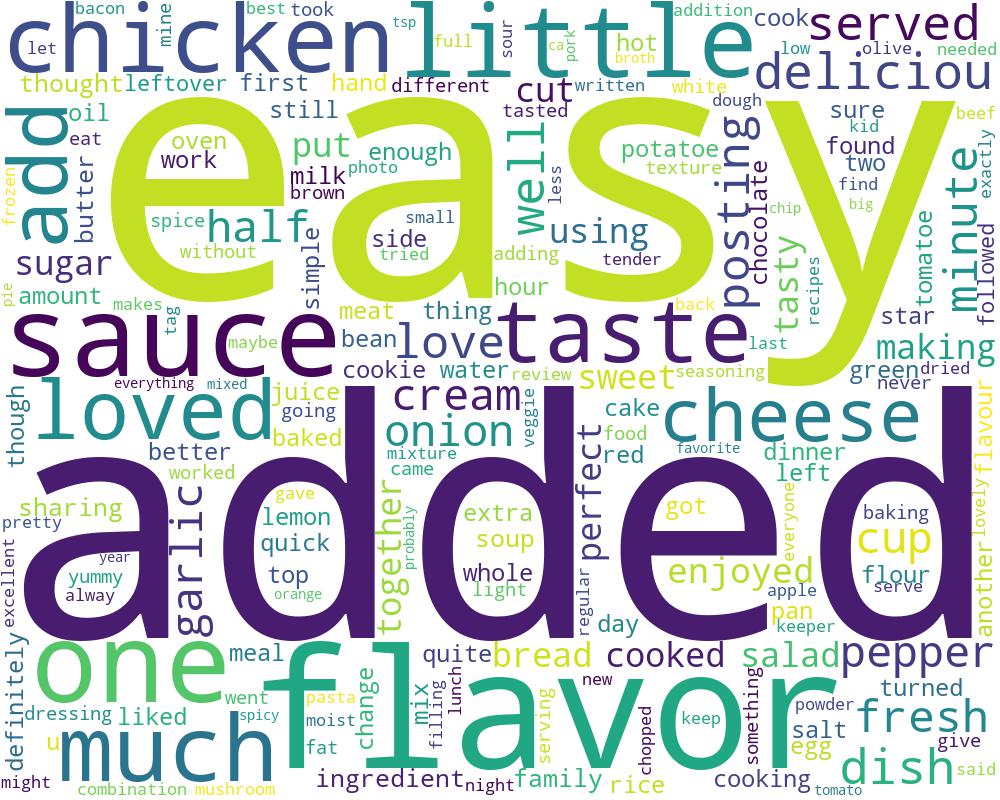 chicken
little
easy
added
flavor
sauce
taste
loved
cheese
one
much
add
deliciou
served
well
minute
posting
half
love
cream
onion
garlic
perfect
enjoyed
cup
pepper
fresh
dish
together
bread
cooked
salad
making
sweet
using
tasty
sugar
put
cut
butter
let
bacon
mine
best
took
tsp
full
sour
ca
pork
hot
broth
addition
cook
low
olive
needed
thought
leftover
first
hand
different
written
white
oil
still
tasted
dough
sure
beef
eat
oven
work
milk
brown
photo
enough
less
potatoe
texture
kid
found
two
find
big
exactly
frozen
spice
without
small
side
tried
adding
tender
chocolate
chip
tomatoe
followed
simple
hour
pie
amount
makes
tag
maybe
meat
thing
bean
back
last
recipes
star
green
dried
never
cookie
water
review
seasoning
everything
mixed
though
juice
going
baked
mixture
came
veggie
cake
food
red
favorite
dinner
left
flavour
better
worked
sharing
pretty
gave
lemon
quick
extra
soup
got
everyone
baking
flour
serve
lovely
excellent
year
yummy
alway
top
orange
probably
whole
light
regular
apple
pan
keeper
day
another
definitely
meal
quite
went
dressing
liked
spicy
pasta
moist
fat
change
mix
filling
lunch
serving
new
chopped
keep
something
powder
salt
egg
turned
give
said
u
might
combination
mushroom
ingredient
night
family
rice
cooking
tomato